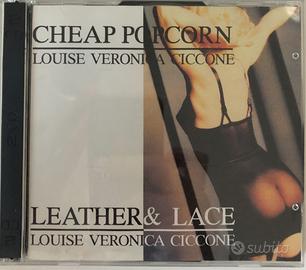 CHEAP POPCORN
LOUISE VERONICA CICCONE
LEATHER & LACE
LOUISE VERONICA CICCONE
subito